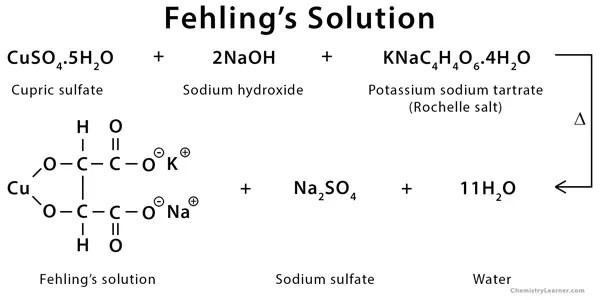 Fehling's Solution
CuSO₄.5H₂O + 2NaOH + KNaC₄H₄O₆.4H₂O
Cupric sulfate Sodium hydroxide Potassium sodium tartrate
(Rochelle salt)
Δ
H O
O – C – C – O⊖ K⊕
Cu + Na₂SO₄ + 11H₂O
O – C – C – O⊖ Na⊕
H O
Fehling's solution Sodium sulfate Water
ChemistryLearner.com